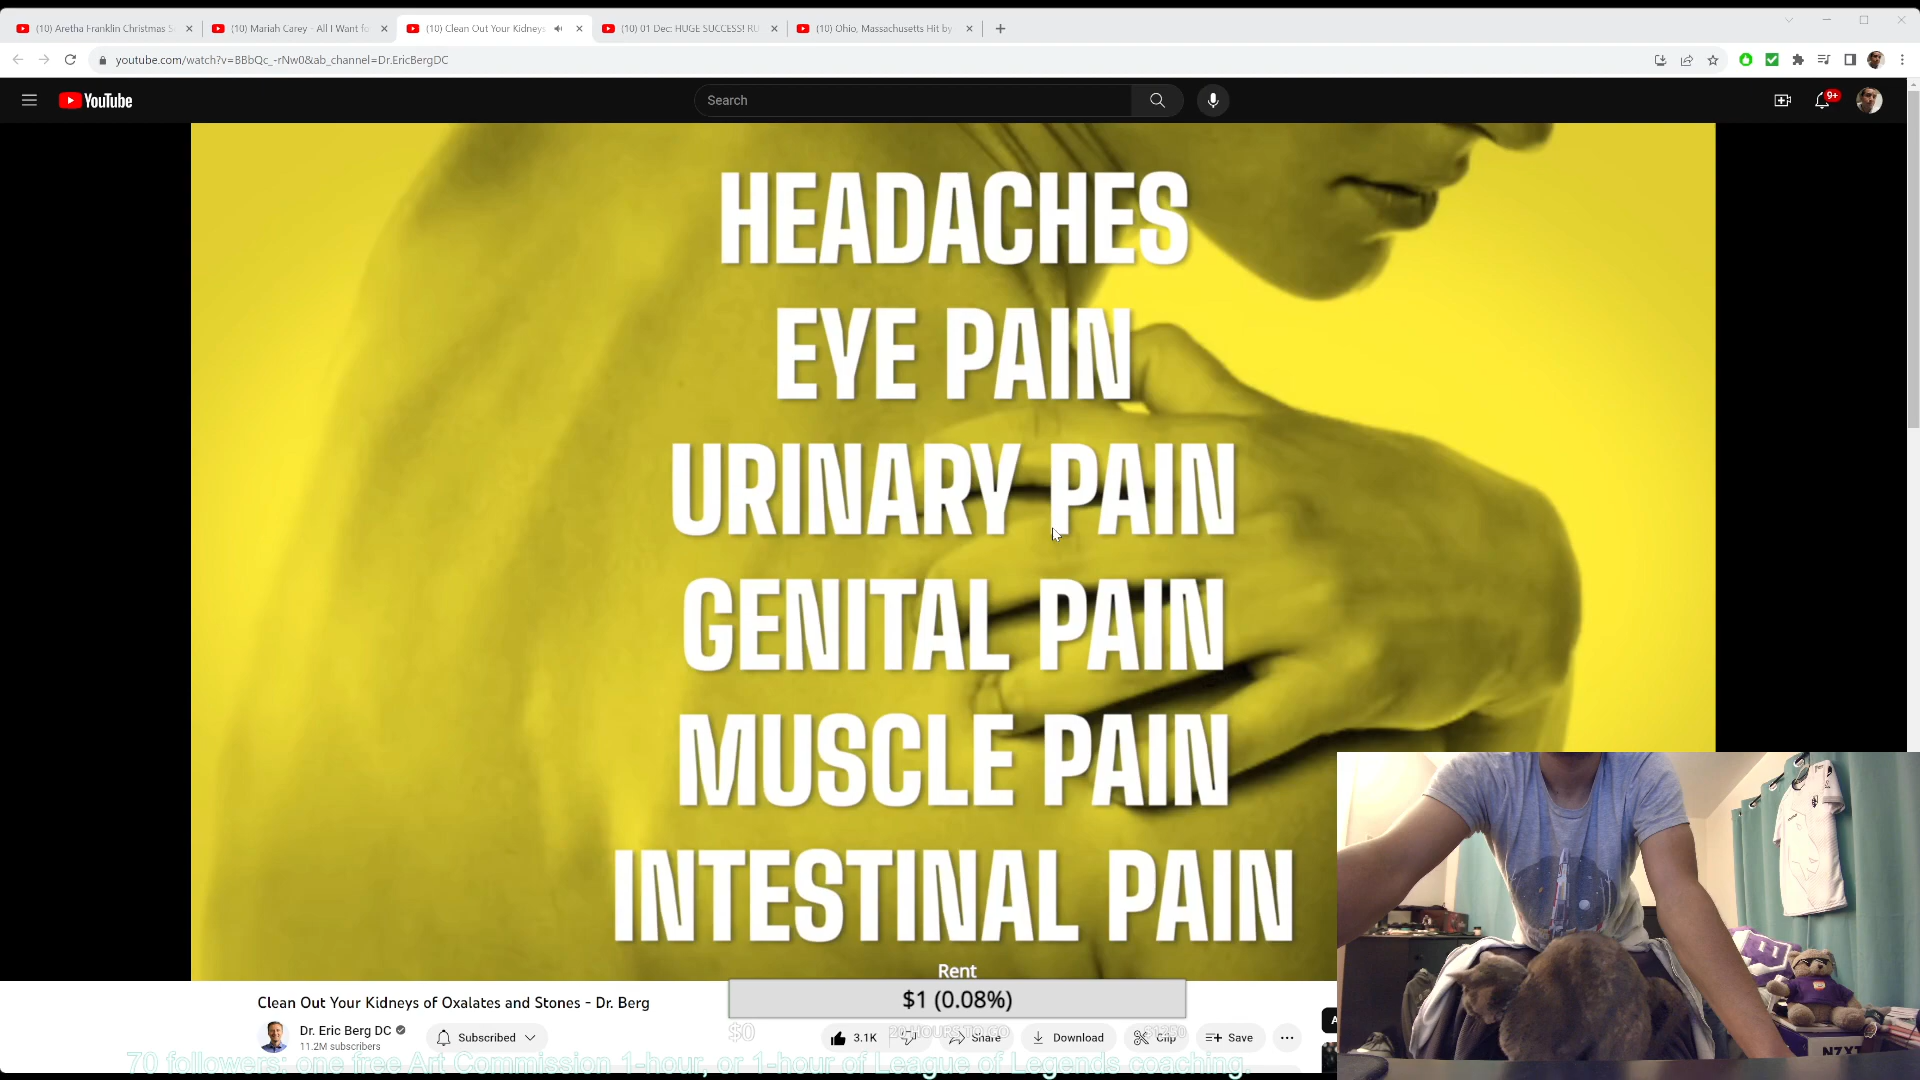 (10) Aretha Franklin Christmas S
(10) Mariah Carey - All I Want fo
(10) Clean Out Your Kidneys
(10) 01 Dec: HUGE SUCCESS! RU
(10) Ohio, Massachusetts Hit by
youtube.com/watch?v=BBbQc_-rNw0&ab_channel=Dr.EricBergDC
YouTube
Search
9+
HEADACHES
EYE PAIN
URINARY PAIN
GENITAL PAIN
MUSCLE PAIN
INTESTINAL PAIN
Rent
$1 (0.08%)
Clean Out Your Kidneys of Oxalates and Stones - Dr. Berg
Dr. Eric Berg DC
11.2M subscribers
Subscribed
$0
HOURS TO GO
3.1K
Share
Download
Clip
Save
70 followers: one free Art Commission 1-hour, or 1-hour of League of Legends coaching.
NZXT